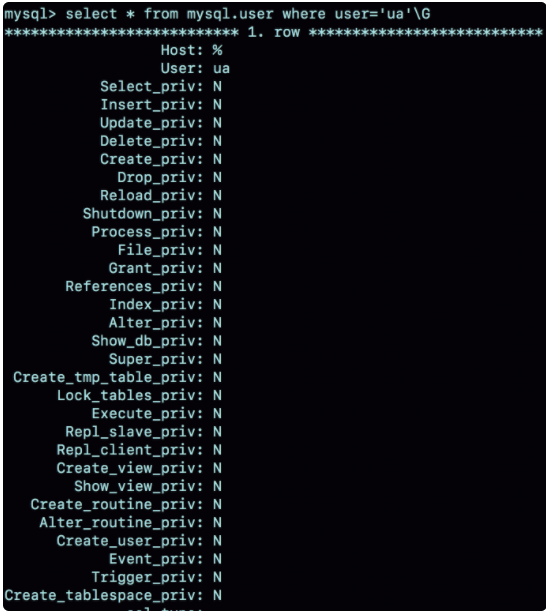 mysql> select * from mysql.user where user='ua'\G
*************************** 1. row ***************************
Host: %
User: ua
Select_priv: N
Insert_priv: N
Update_priv: N
Delete_priv: N
Create_priv: N
Drop_priv: N
Reload_priv: N
Shutdown_priv: N
Process_priv: N
File_priv: N
Grant_priv: N
References_priv: N
Index_priv: N
Alter_priv: N
Show_db_priv: N
Super_priv: N
Create_tmp_table_priv: N
Lock_tables_priv: N
Execute_priv: N
Repl_slave_priv: N
Repl_client_priv: N
Create_view_priv: N
Show_view_priv: N
Create_routine_priv: N
Alter_routine_priv: N
Create_user_priv: N
Event_priv: N
Trigger_priv: N
Create_tablespace_priv: N